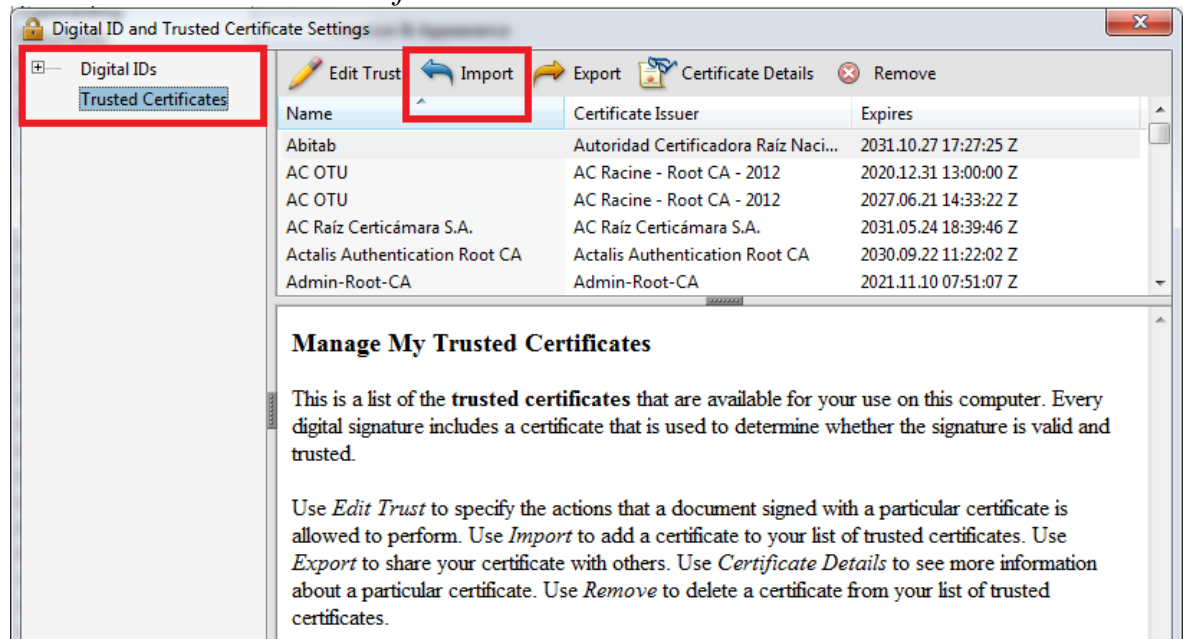 Digital ID and Trusted Certificate Settings
Digital IDs
Trusted Certificates
Edit Trust Import Export Certificate Details Remove
Name Certificate Issuer Expires
Abitab Autoridad Certificadora Raíz Naci... 2031.10.27 17:27:25 Z
AC OTU AC Racine - Root CA - 2012 2020.12.31 13:00:00 Z
AC OTU AC Racine - Root CA - 2012 2027.06.21 14:33:22 Z
AC Raíz Certicámara S.A. AC Raíz Certicámara S.A. 2031.05.24 18:39:46 Z
Actalis Authentication Root CA Actalis Authentication Root CA 2030.09.22 11:22:02 Z
Admin-Root-CA Admin-Root-CA 2021.11.10 07:51:07 Z
Manage My Trusted Certificates
This is a list of the trusted certificates that are available for your use on this computer. Every
digital signature includes a certificate that is used to determine whether the signature is valid and
trusted.
Use Edit Trust to specify the actions that a document signed with a particular certificate is
allowed to perform. Use Import to add a certificate to your list of trusted certificates. Use
Export to share your certificate with others. Use Certificate Details to see more information
about a particular certificate. Use Remove to delete a certificate from your list of trusted
certificates.